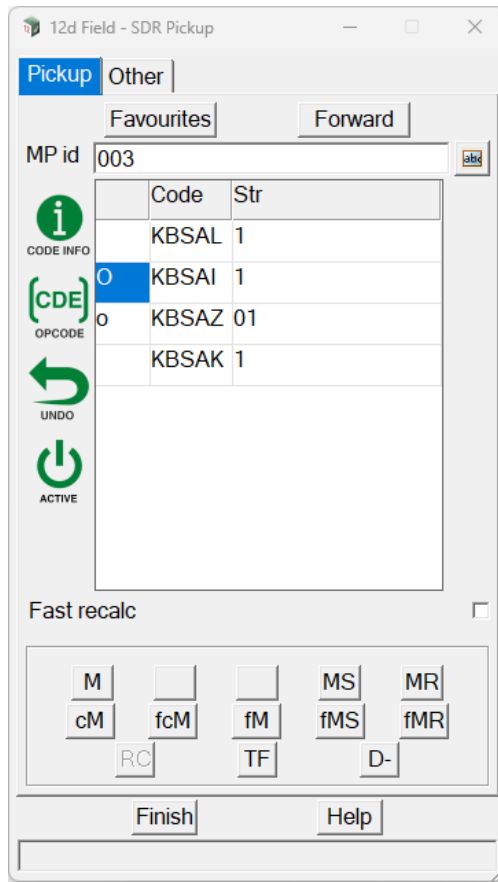 12d Field - SDR Pickup
Pickup Other
Favourites Forward
MP id 003 abc
Code Str
KBSAL 1
O KBSAI 1
o KBSAZ 01
KBSAK 1
i
CODE INFO
[CDE]
OPCODE
UNDO
ACTIVE
Fast recalc
M MS MR
cM fcM fM fMS fMR
RC TF D-
Finish Help